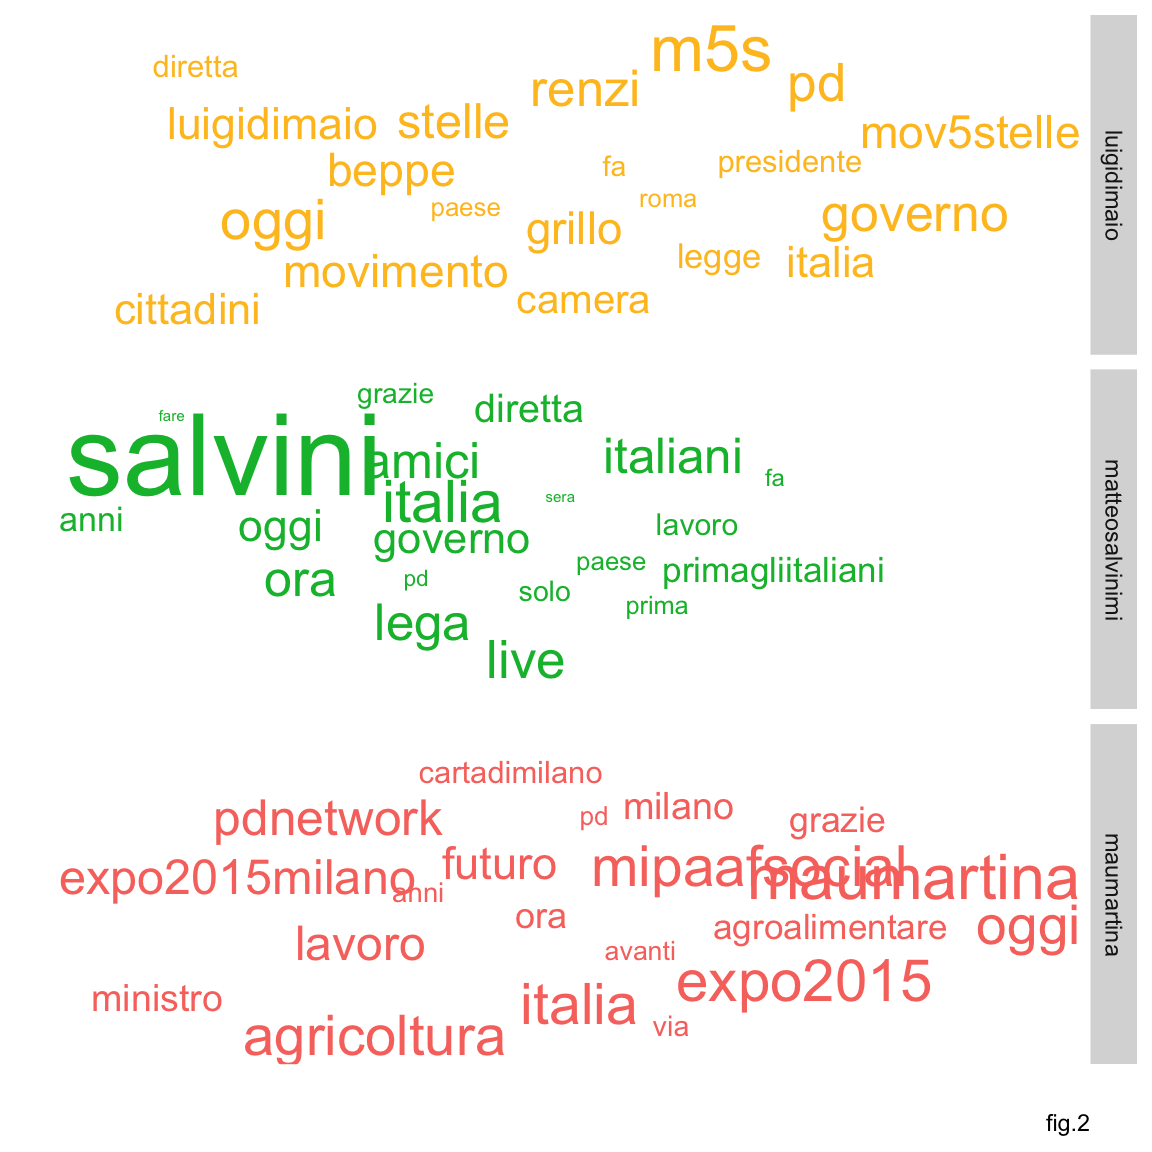 m5s
diretta
renzi
pd
luigidimaio
stelle
mov5stelle
beppe
fa
presidente
paese
roma
oggi
grillo
governo
movimento
legge
italia
cittadini
camera
luigidimaio
grazie
fare
diretta
salvini
amici
italiani
italia
fa
sera
anni
oggi
governo
lavoro
ora
pd
paese
primagliitaliani
solo
prima
lega
live
matteosalvinimi
cartadimilano
pdnetwork
pd
milano
grazie
expo2015milano
futuro
mipaafsocial
maumartina
anni
ora
agroalimentare
oggi
lavoro
avanti
expo2015
ministro
italia
agricoltura
via
maumartina
fig.2